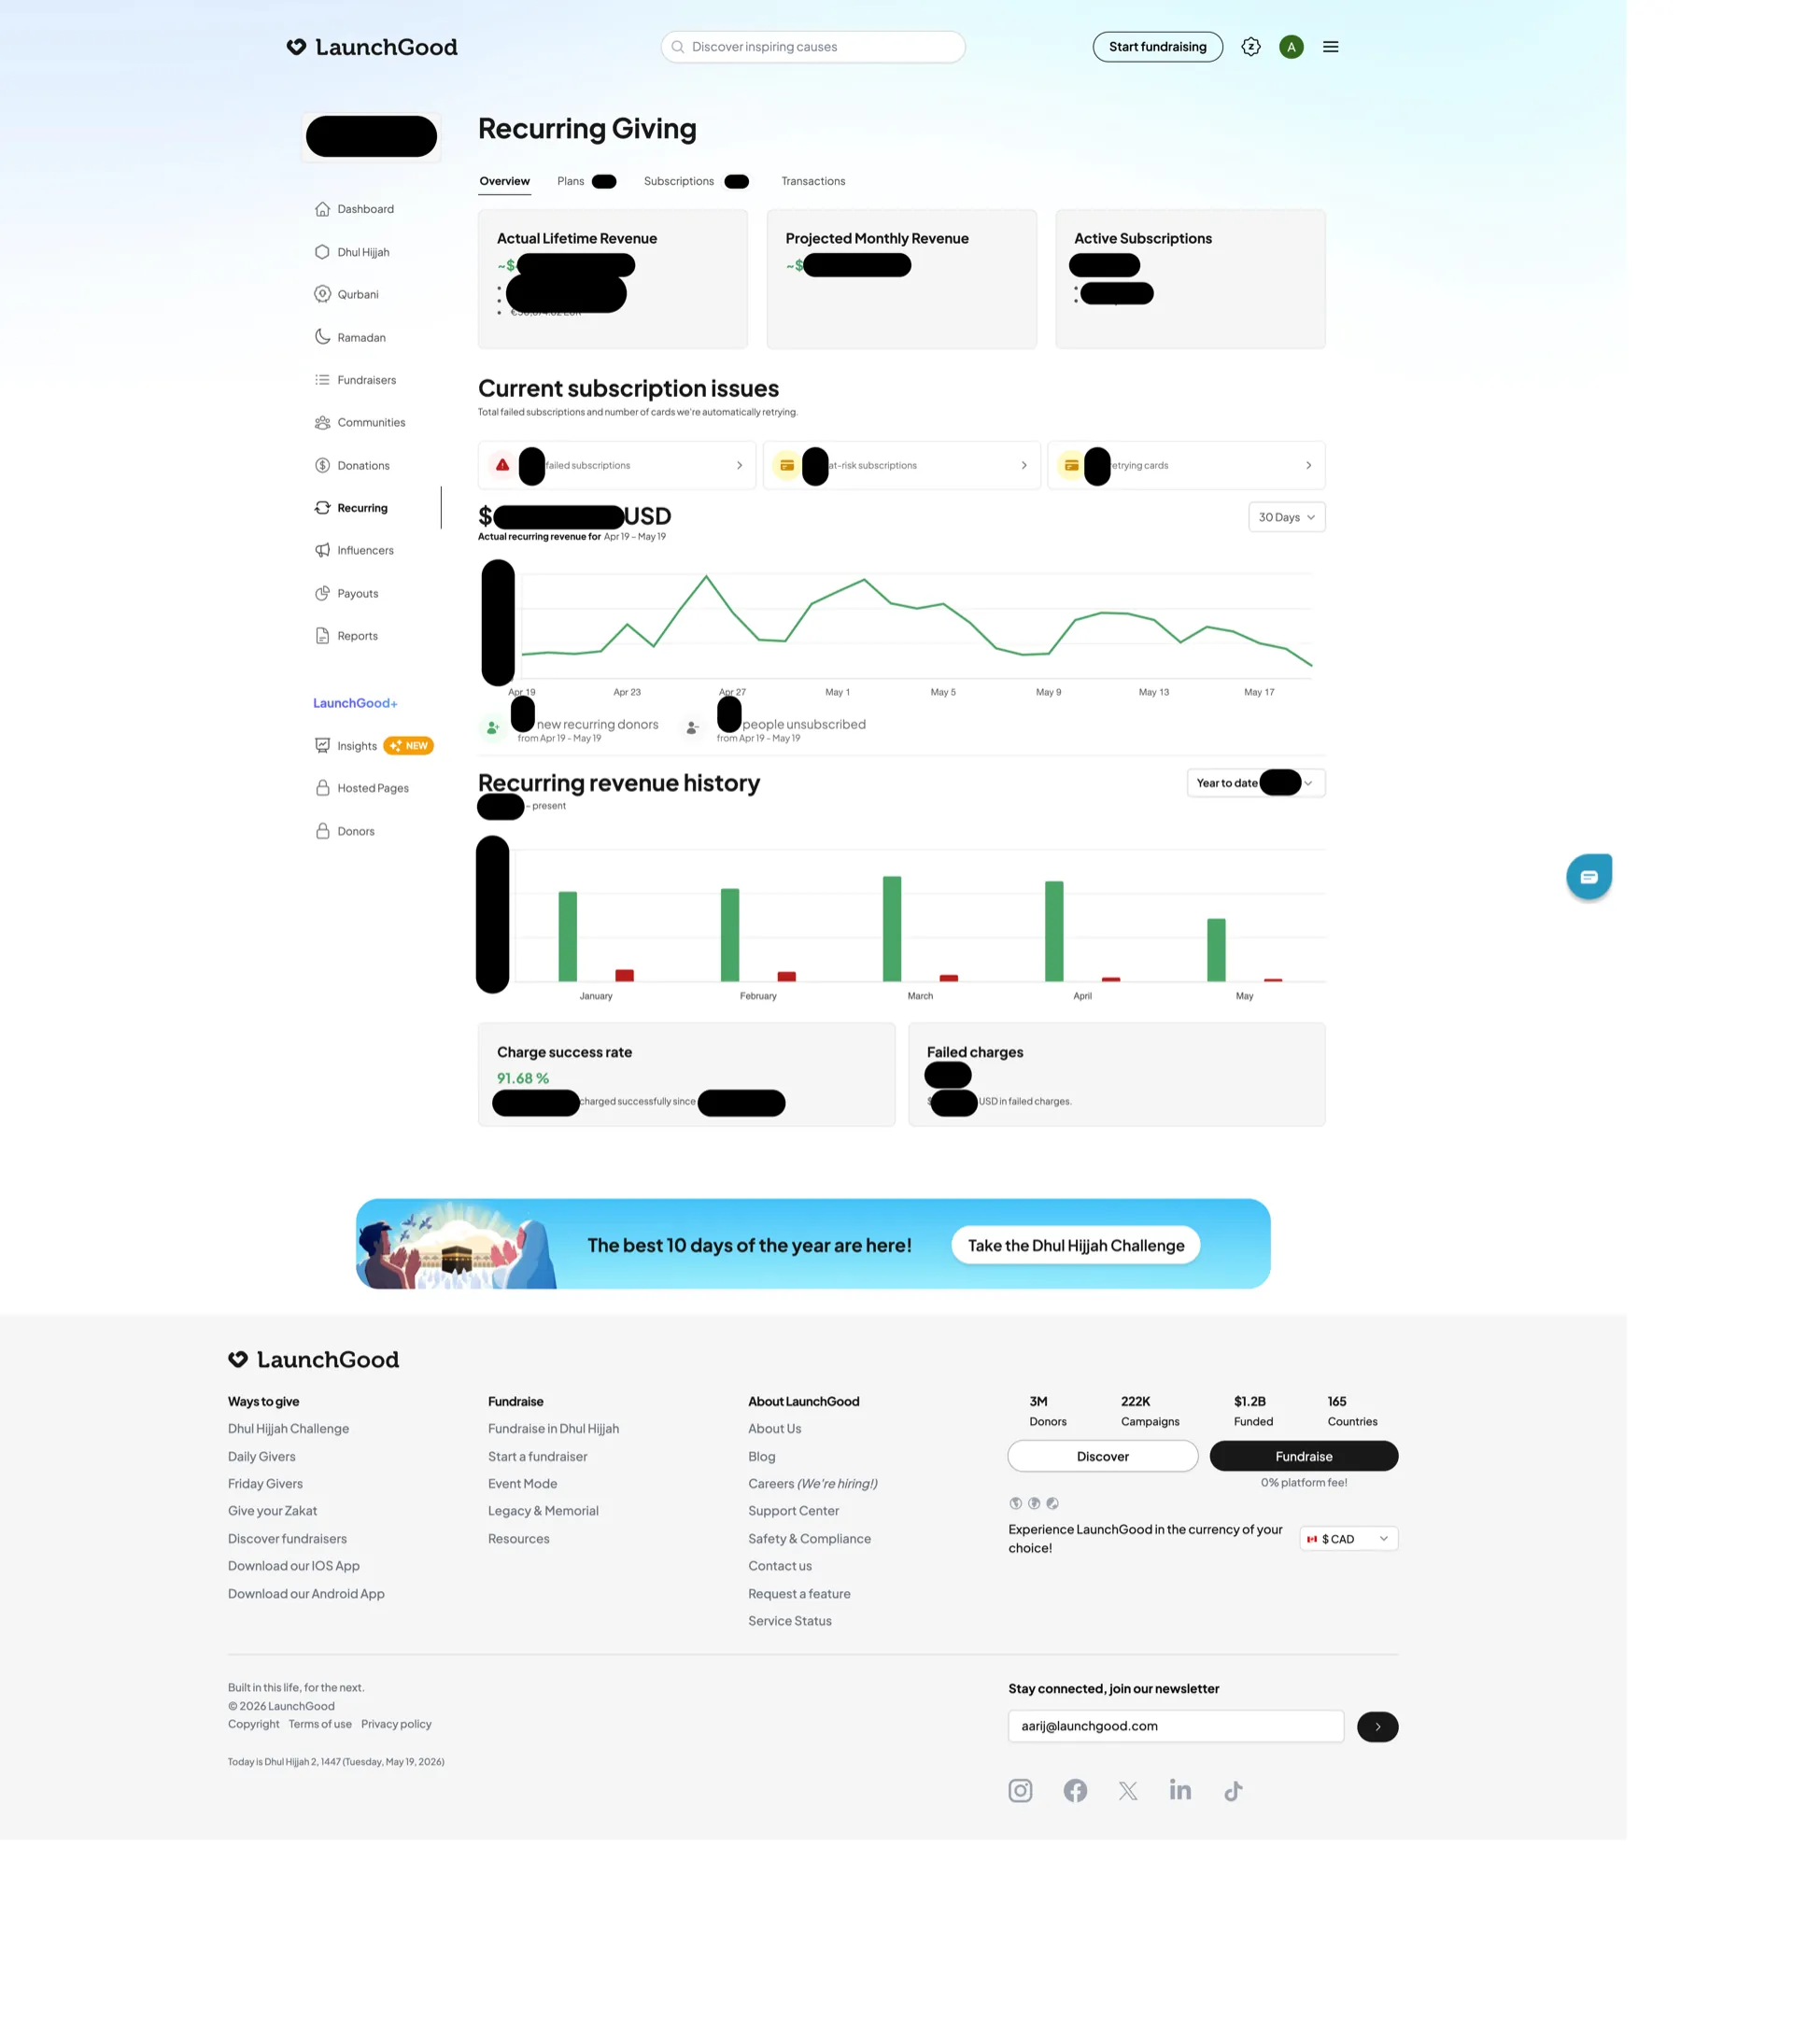 LaunchGood
Discover inspiring causes
Start fundraising
A
Recurring Giving
Overview
Plans
Subscriptions
Transactions
Dashboard
Dhul Hijjah
Qurbani
Ramadan
Fundraisers
Communities
Donations
Recurring
Influencers
Payouts
Reports
LaunchGood+
Insights NEW
Hosted Pages
Donors
Actual Lifetime Revenue
~$
Projected Monthly Revenue
~$
Active Subscriptions
Current subscription issues
Total failed subscriptions and number of cards we're automatically retrying.
failed subscriptions
at-risk subscriptions
retrying cards
$ USD
30 Days
Actual recurring revenue for Apr 19 – May 19
Apr 19
Apr 23
Apr 27
May 1
May 5
May 9
May 13
May 17
new recurring donors
from Apr 19 – May 19
people unsubscribed
from Apr 19 – May 19
Recurring revenue history
Year to date
– present
January
February
March
April
May
Charge success rate
91.68 %
charged successfully since
Failed charges
USD in failed charges.
The best 10 days of the year are here!
Take the Dhul Hijjah Challenge
LaunchGood
Ways to give
Dhul Hijjah Challenge
Daily Givers
Friday Givers
Give your Zakat
Discover fundraisers
Download our IOS App
Download our Android App
Fundraise
Fundraise in Dhul Hijjah
Start a fundraiser
Event Mode
Legacy & Memorial
Resources
About LaunchGood
About Us
Blog
Careers (We're hiring!)
Support Center
Safety & Compliance
Contact us
Request a feature
Service Status
3M
Donors
222K
Campaigns
$1.2B
Funded
165
Countries
Discover
Fundraise
0% platform fee!
Experience LaunchGood in the currency of your
choice!
$ CAD
Built in this life, for the next.
© 2026 LaunchGood
Copyright Terms of use Privacy policy
Today is Dhul Hijjah 2, 1447 (Tuesday, May 19, 2026)
Stay connected, join our newsletter
aarij@launchgood.com